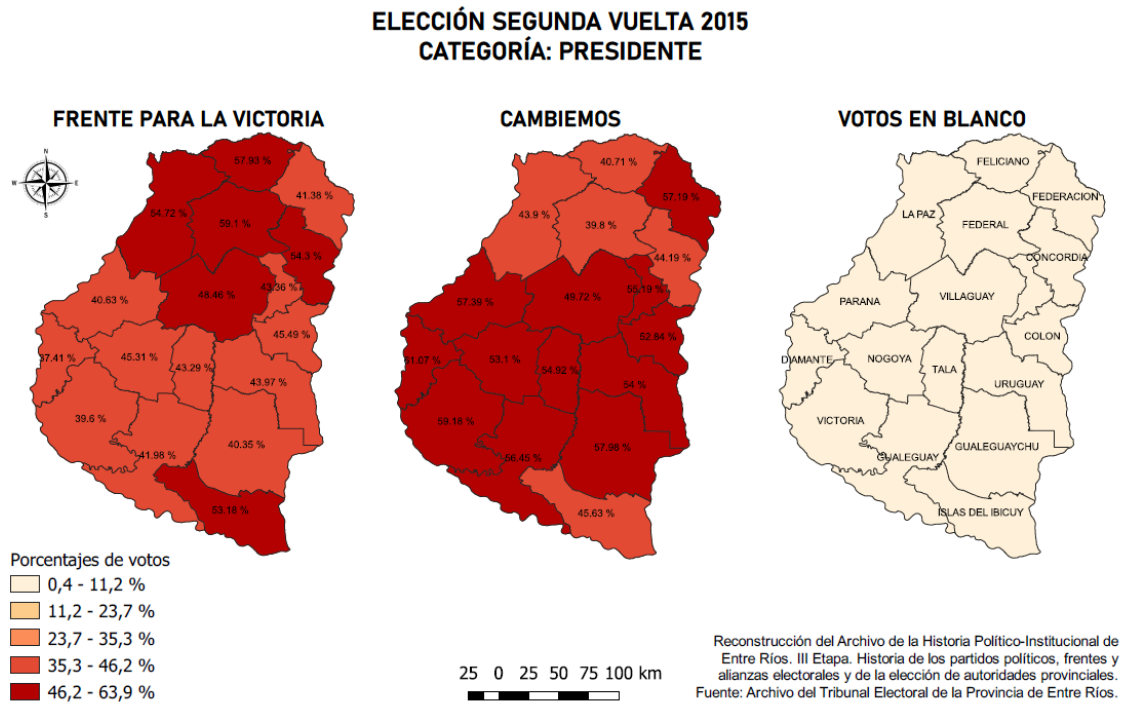 ELECCIÓN SEGUNDA VUELTA 2015
CATEGORÍA: PRESIDENTE
FRENTE PARA LA VICTORIA
N
W
E
S
57.93 %
41.38 %
54.72 %
59.1 %
54.3 %
48.46 %
43.36 %
40.63 %
45.49 %
37.41 %
45.31 %
43.29 %
43.97 %
39.6 %
40.35 %
41.98 %
53.16 %
CAMBIEMOS
40.71 %
57.19 %
43.9 %
39.8 %
44.19 %
57.39 %
49.72 %
55.19 %
52.84 %
61.07 %
53.1 %
54.92 %
54 %
59.18 %
57.98 %
56.45 %
45.63 %
VOTOS EN BLANCO
FELICIANO
FEDERACION
LA PAZ
FEDERAL
CONCORDIA
PARANA
VILLAGUAY
COLON
DIAMANTE
NOGOYA
TALA
URUGUAY
VICTORIA
GUALEGUAYCHU
GUALEGUAY
ISLAS DEL IBICUY
Porcentajes de votos
0,4 - 11,2 %
11,2 - 23,7 %
23,7 - 35,3 %
35,3 - 46,2 %
46,2 - 63,9 %
25 0 25 50 75 100 km
Reconstrucción del Archivo de la Historia Político-Institucional de
Entre Ríos. III Etapa. Historia de los partidos políticos, frentes y
alianzas electorales y de la elección de autoridades provinciales.
Fuente: Archivo del Tribunal Electoral de la Provincia de Entre Ríos.